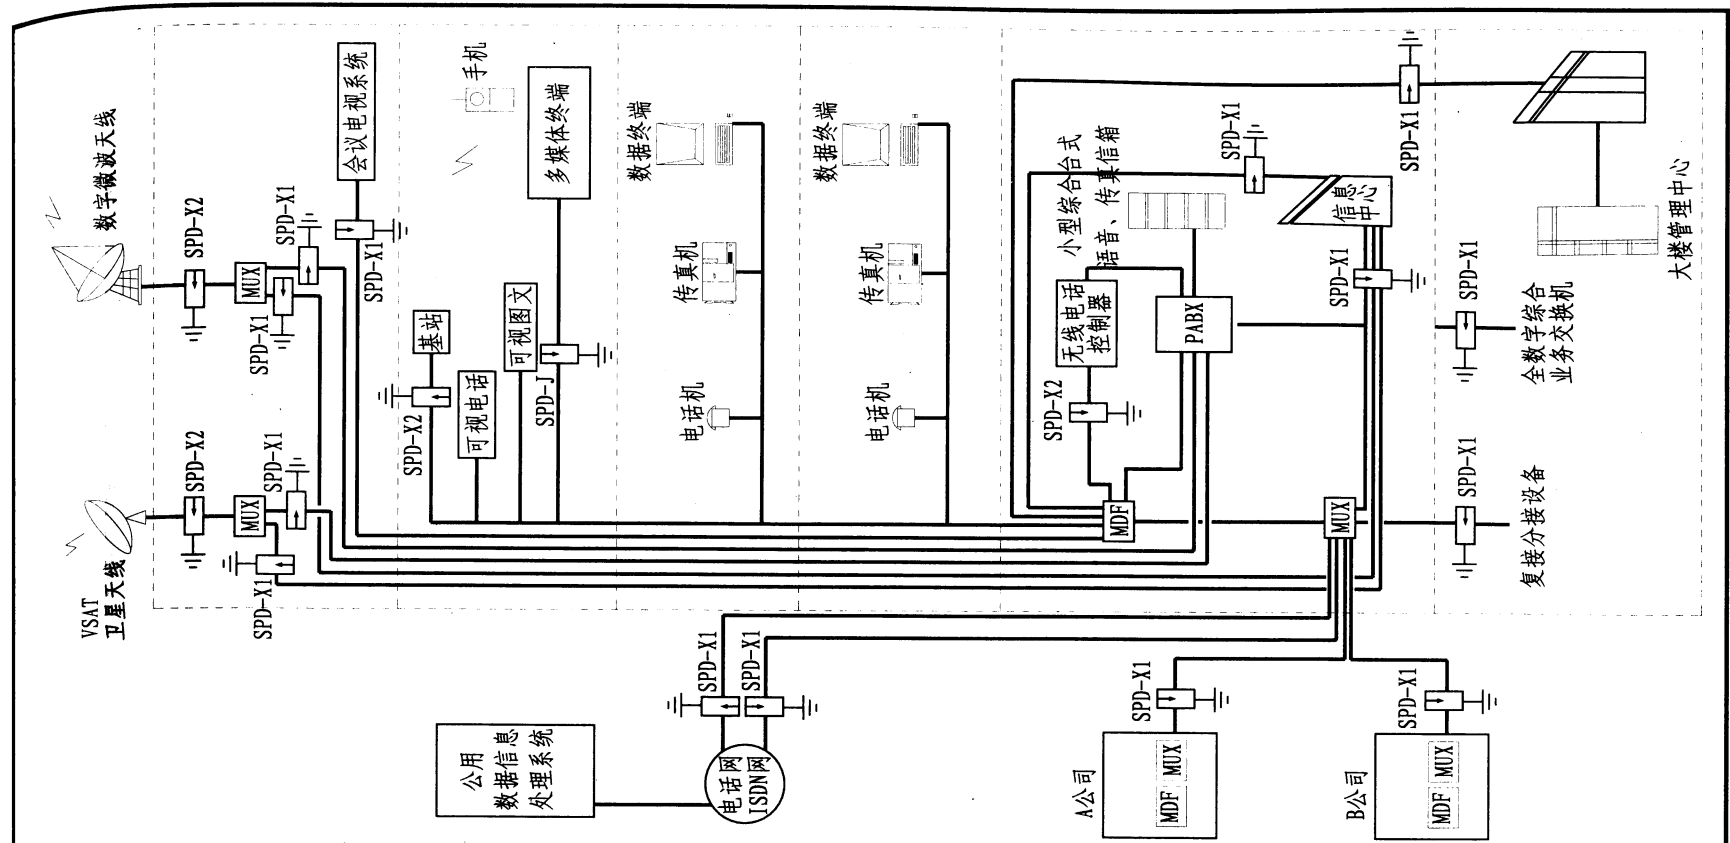 VSAT
卫星天线
数字微波天线
SPD-X2
SPD-X2
MUX
MUX
SPD-X1
SPD-X1
SPD-X1
SPD-X1
会议电视系统
SPD-X1
基站
SPD-X2
可视电话
可视图文
手机
多媒体终端
SPD-J
数据终端
传真机
电话机
数据终端
传真机
电话机
小型综合台式
语音、传真信箱
无线电话
控制器
SPD-X2
PABX
MDF
SPD-X1
信息
中心
SPD-X1
MUX
SPD-X1
大楼管理中心
SPD-X1
全数字综合
业务交换机
SPD-X1
复接分接设备
公用
数据信息
处理系统
电话网
ISDN网
SPD-X1
SPD-X1
SPD-X1
A公司
MDF MUX
SPD-X1
B公司
MDF MUX